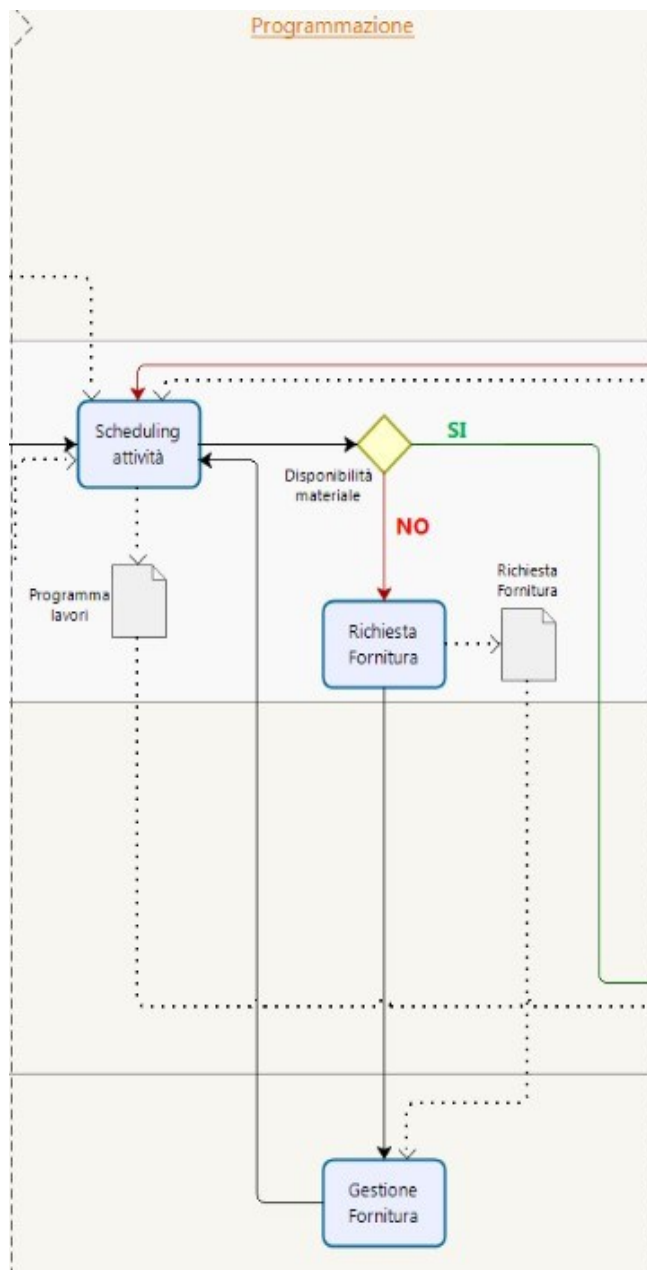 Programmazione
Scheduling
attività
SI
Disponibilità
materiale
NO
Programma
lavori
Richiesta
Fornitura
Richiesta
Fornitura
Gestione
Fornitura